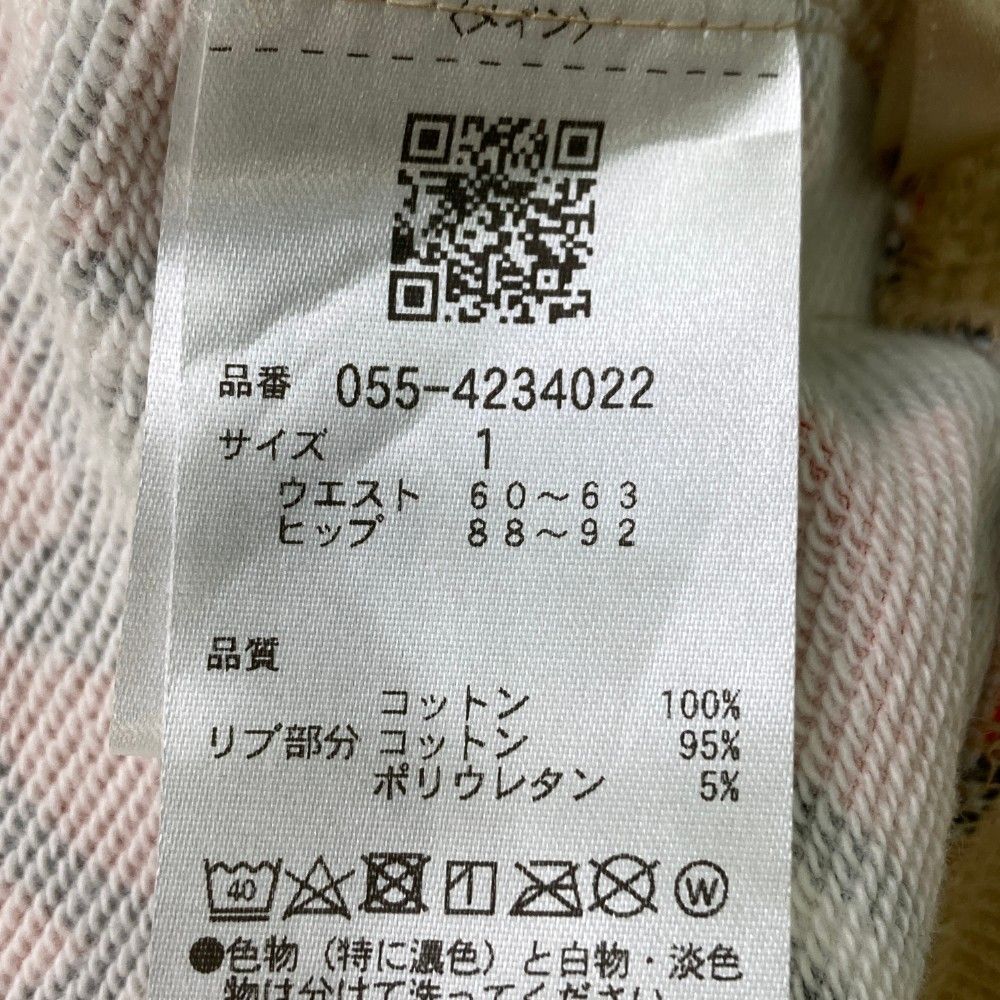 〈メイン〉
品番 055-4234022
サイズ 1
ウエスト 60～63
ヒップ 88～92
品質
コットン 100%
リブ部分 コットン 95%
ポリウレタン 5%
40 W
●色物（特に濃色）と白物・淡色
物は分けて洗ってください